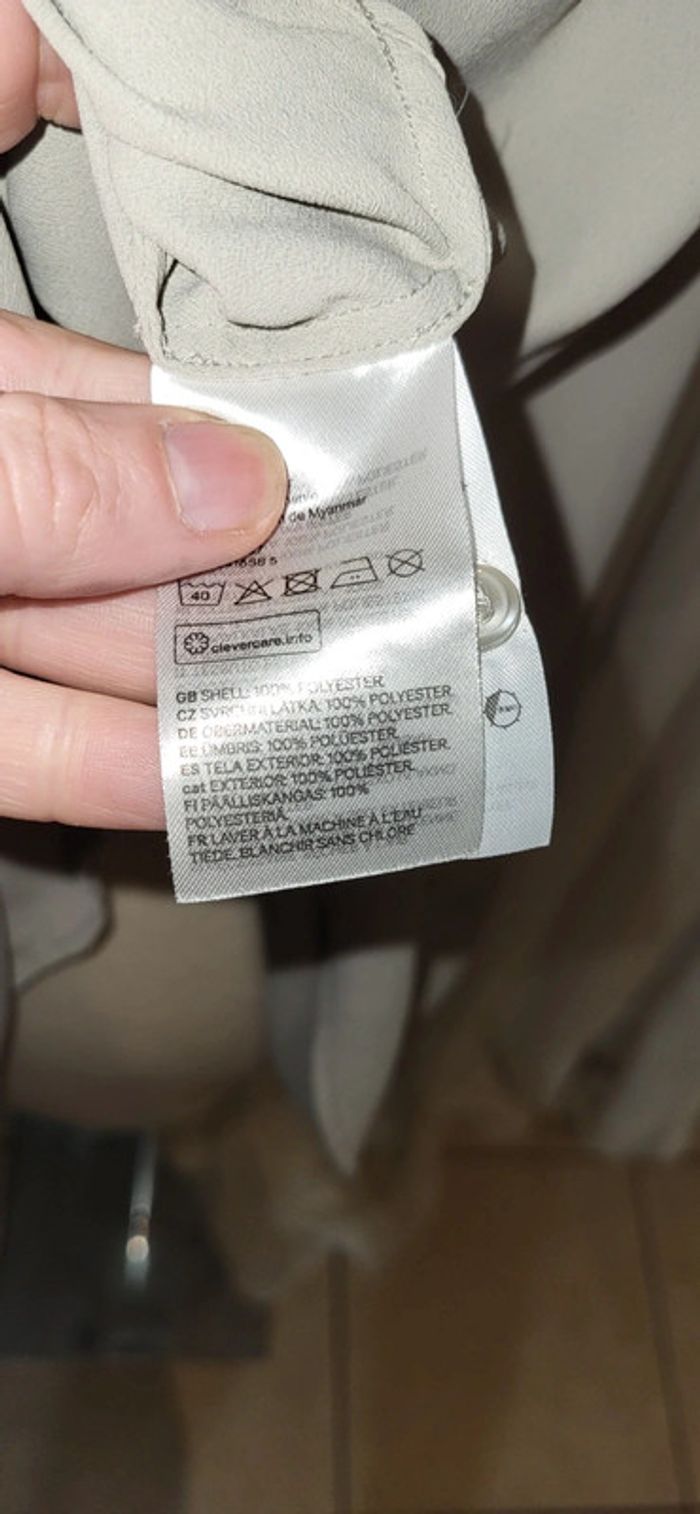 de Myanmar
40
clevercare.info
GB SHELL: 100% POLYESTER
CZ SVRCHNÍ LÁTKA: 100% POLYESTER
DE OBERMATERIAL: 100% POLYESTER
EE ÜMBRIS: 100% POLÜESTER
ES TELA EXTERIOR: 100% POLIÉSTER
cat EXTERIOR: 100% POLIÈSTER
FI PÄÄLLISKANGAS: 100%
POLYESTERIÄ
FR LAVER À LA MACHINE À L'EAU
TIÈDE. BLANCHIR SANS CHLORE